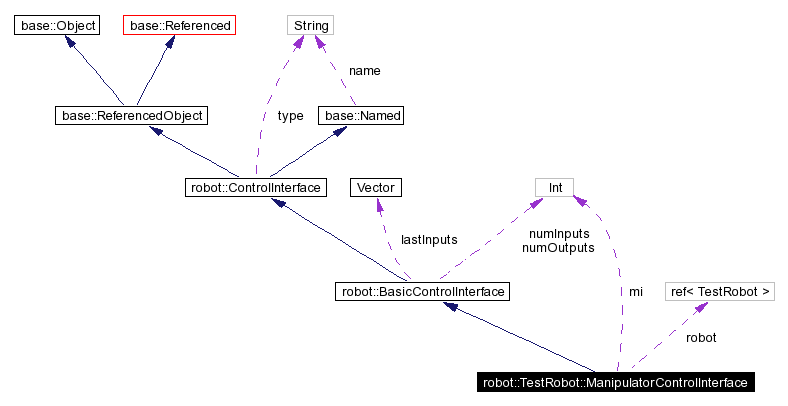 base::Object
base::Referenced
String
name
base::ReferencedObject
type
base::Named
robot::ControlInterface
Vector
Int
lastInputs
numInputs
numOutputs
robot::BasicControlInterface
mi
ref< TestRobot >
robot
robot::TestRobot::ManipulatorControlInterface